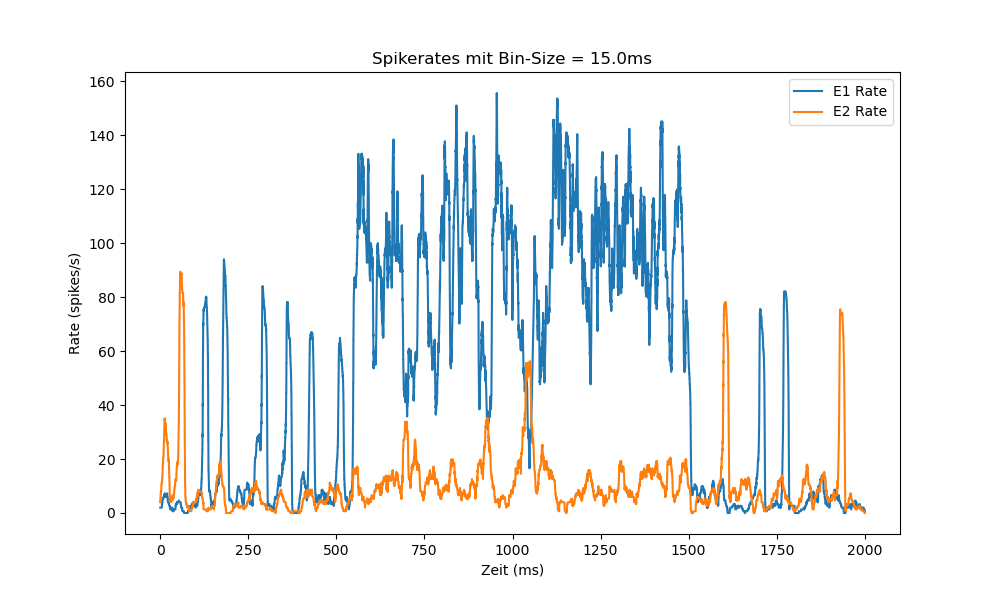 Spikerates mit Bin-Size = 15.0ms
E1 Rate
E2 Rate
Rate (spikes/s)
160
140
120
100
80
60
40
20
0
0 250 500 750 1000 1250 1500 1750 2000
Zeit (ms)